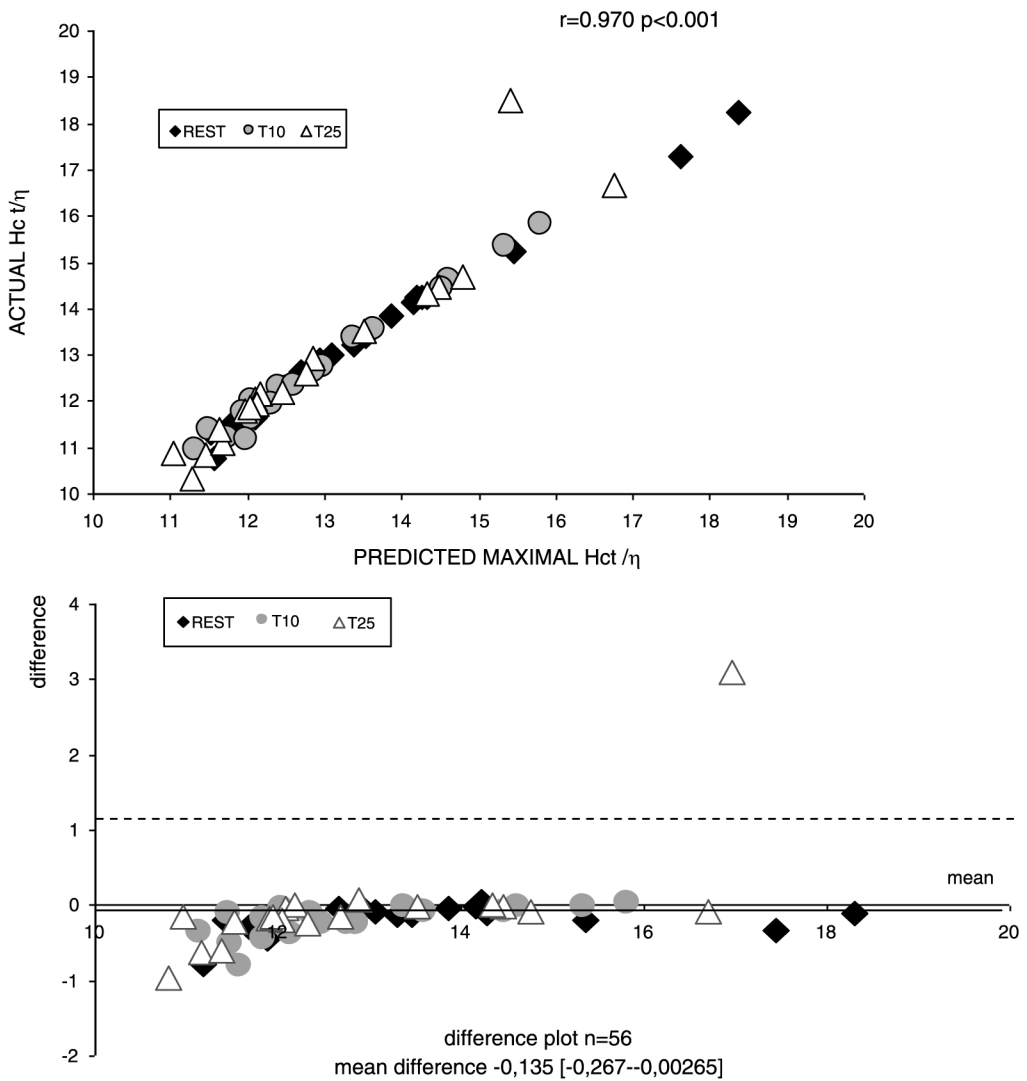 r=0.970 p<0.001
ACTUAL Hc t/η
20
19
18
17
16
15
14
13
12
11
10
REST T10 T25
10 11 12 13 14 15 16 17 18 19 20
PREDICTED MAXIMAL Hct /η
difference
4
3
2
1
0
-1
-2
REST T10 T25
mean
10 12 14 16 18 20
difference plot n=56
mean difference -0,135 [-0,267--0,00265]